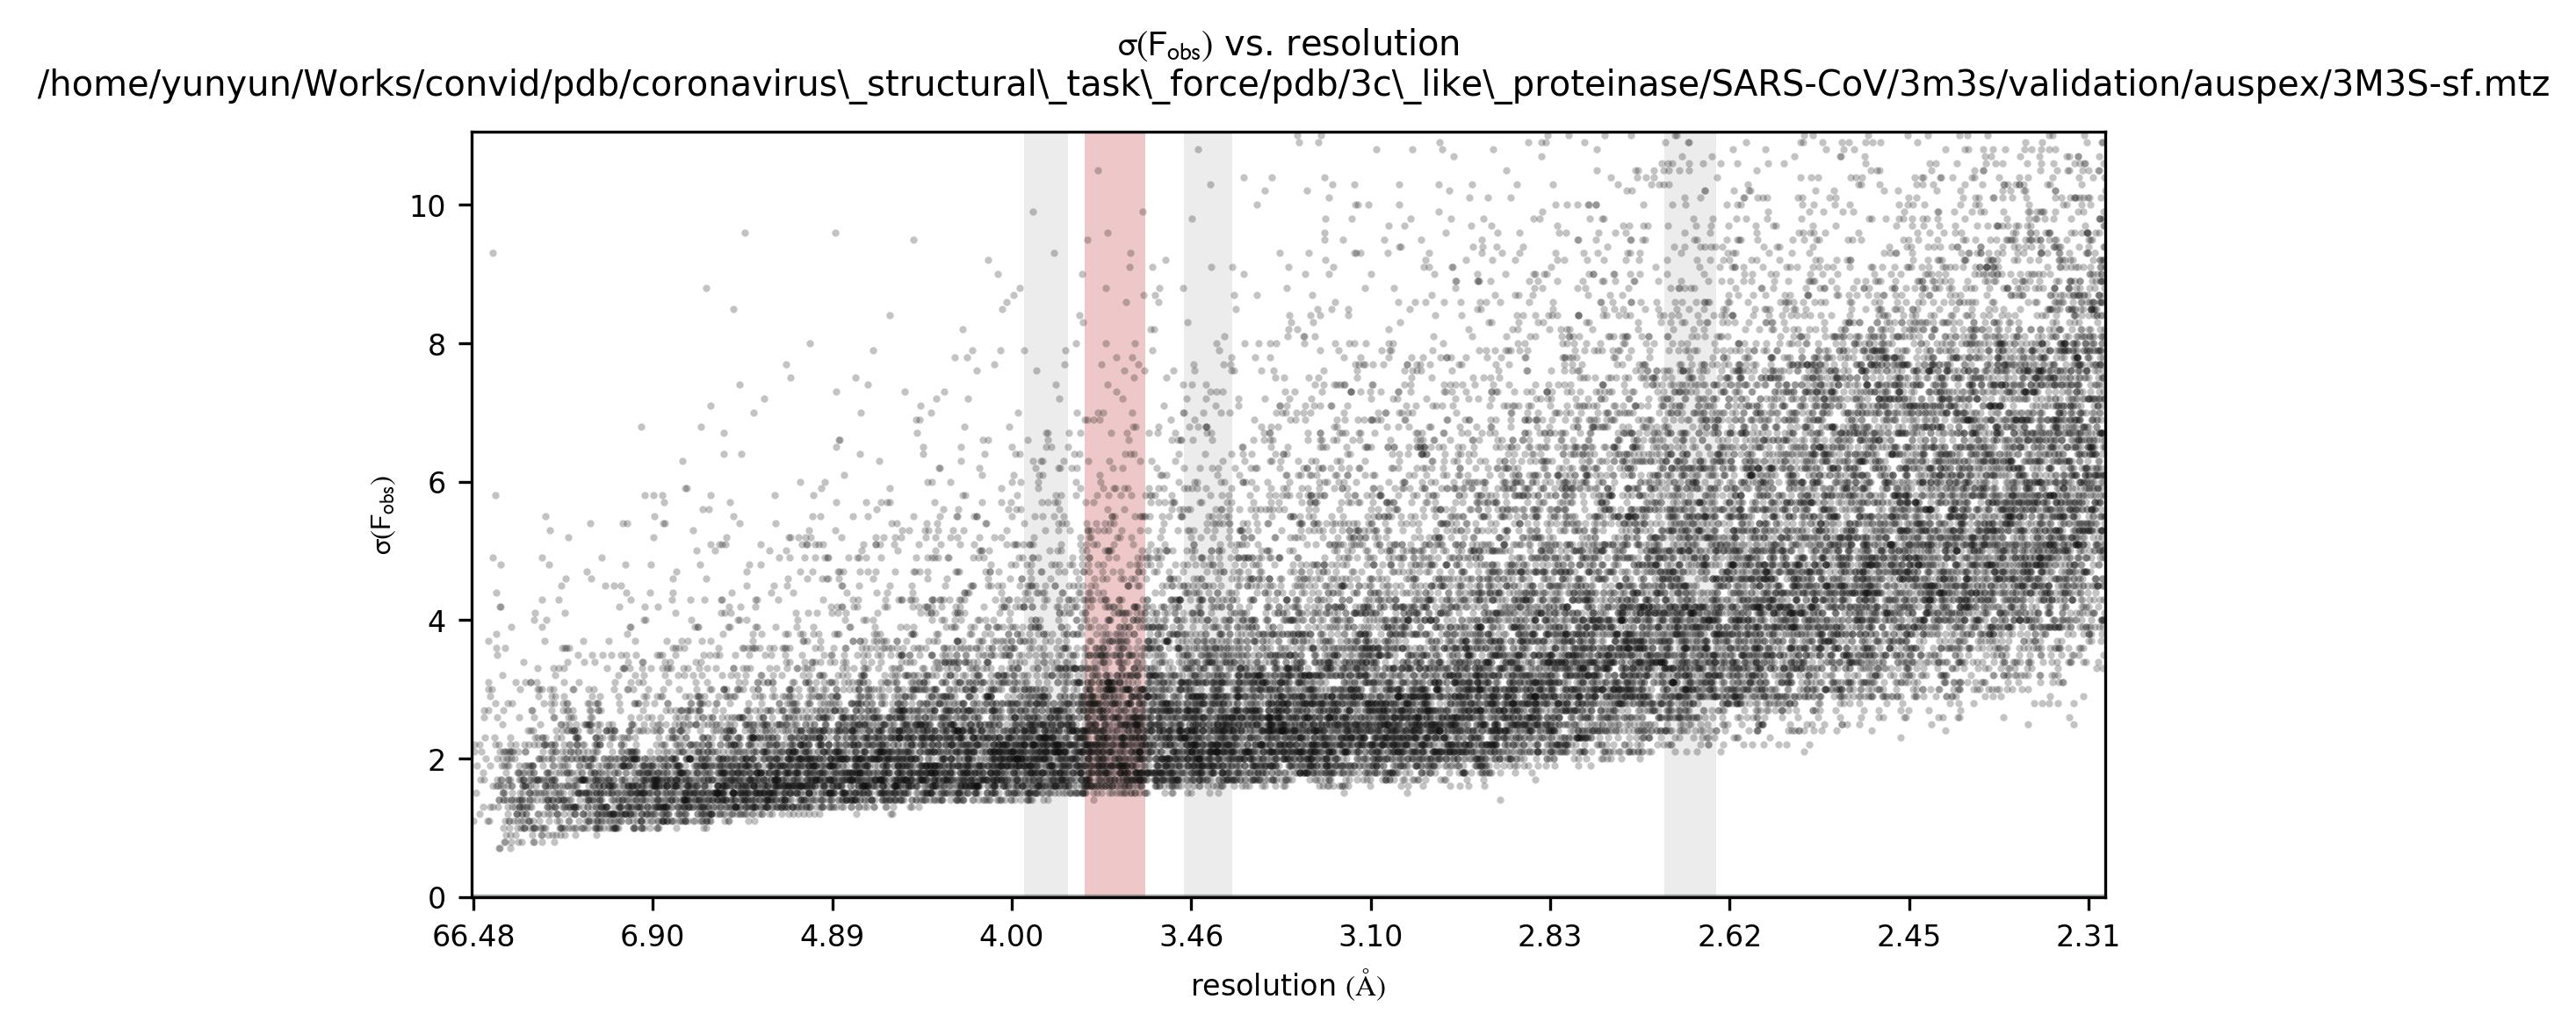 σ(Fobs) vs. resolution
/home/yunyun/Works/convid/pdb/coronavirus\_structural\_task\_force/pdb/3c\_like\_proteinase/SARS-CoV/3m3s/validation/auspex/3M3S-sf.mtz
10
8
6
4
2
0
σ(Fobs)
66.48 6.90 4.89 4.00 3.46 3.10 2.83 2.62 2.45 2.31
resolution (Å)